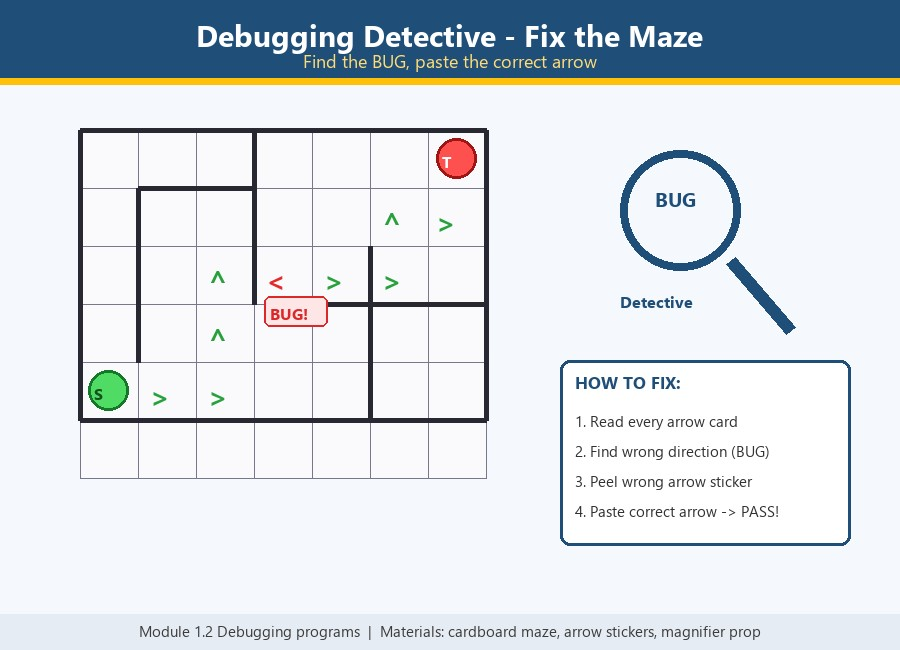 Debugging Detective - Fix the Maze
Find the BUG, paste the correct arrow
T
^ >
^ < > >
BUG!
^
S > >
BUG
Detective
HOW TO FIX:
1. Read every arrow card
2. Find wrong direction (BUG)
3. Peel wrong arrow sticker
4. Paste correct arrow -> PASS!
Module 1.2 Debugging programs | Materials: cardboard maze, arrow stickers, magnifier prop